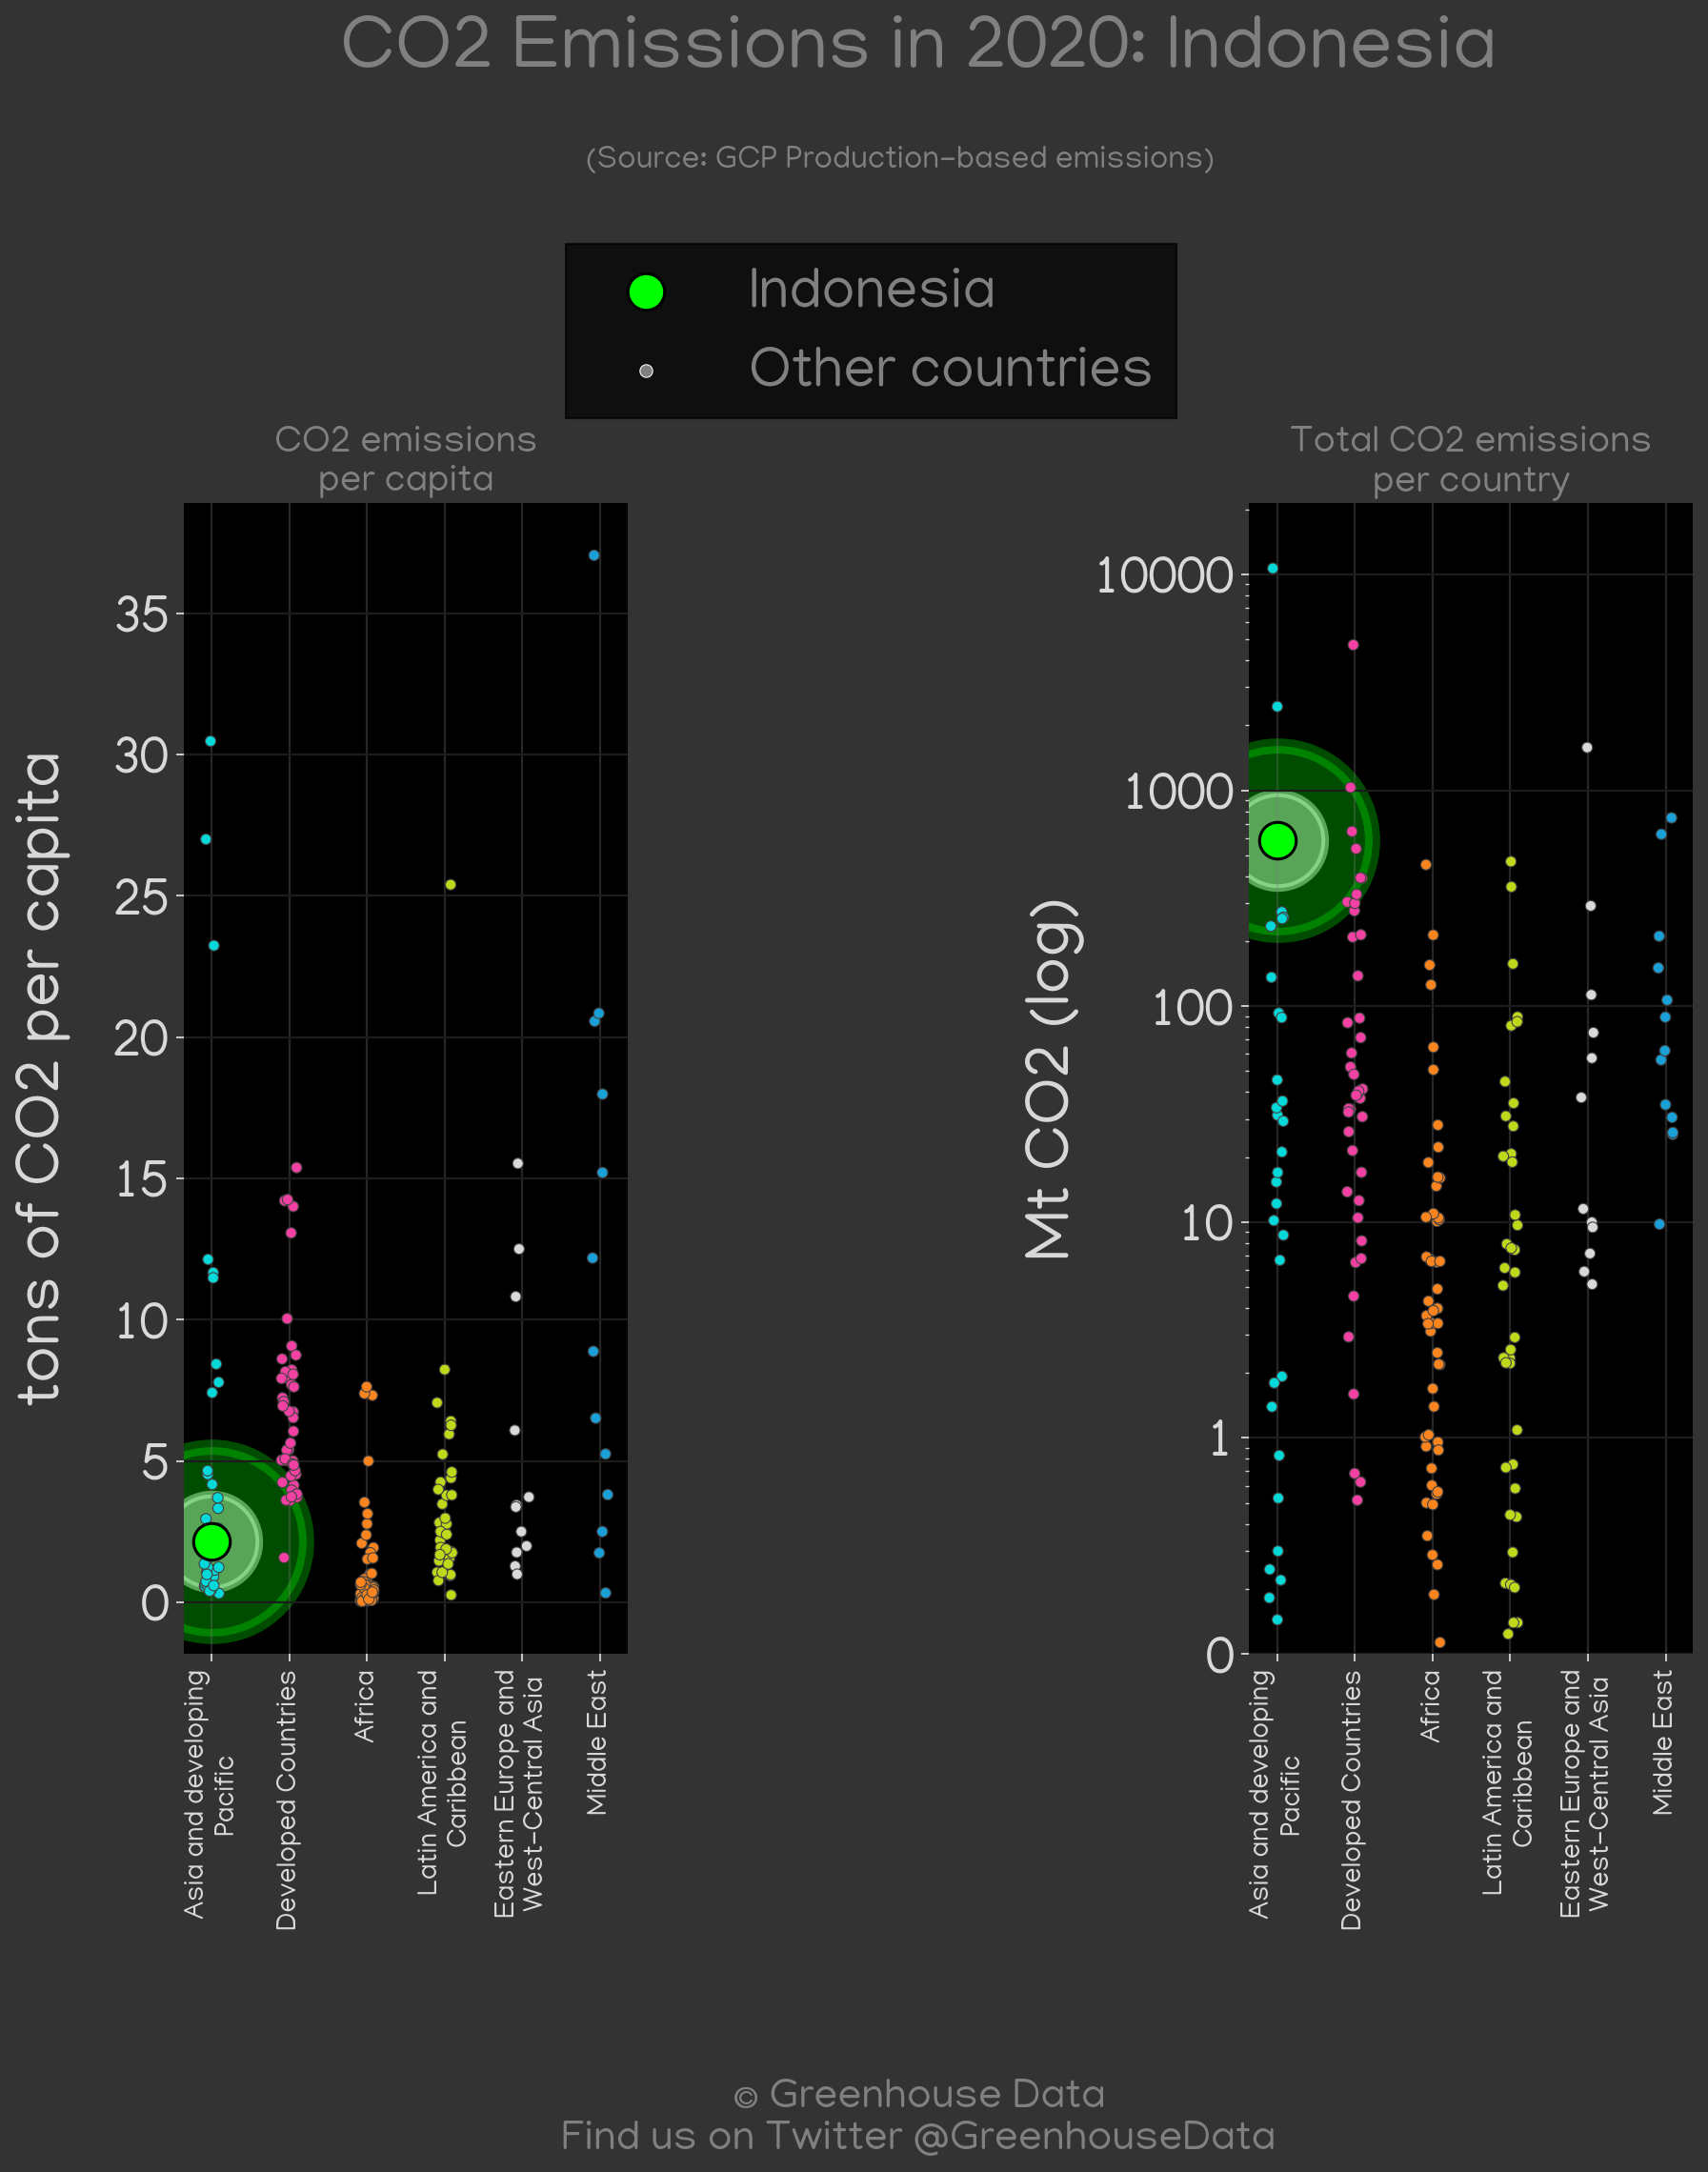 CO2 Emissions in 2020: Indonesia
(Source: GCP Production-based emissions)
Indonesia
Other countries
CO2 emissions
per capita
tons of CO2 per capita
35
30
25
20
15
10
5
0
Asia and developing
Pacific
Developed Countries
Africa
Latin America and
Caribbean
Eastern Europe and
West-Central Asia
Middle East
Total CO2 emissions
per country
Mt CO2 (log)
10000
1000
100
10
1
0
Asia and developing
Pacific
Developed Countries
Africa
Latin America and
Caribbean
Eastern Europe and
West-Central Asia
Middle East
© Greenhouse Data
Find us on Twitter @GreenhouseData